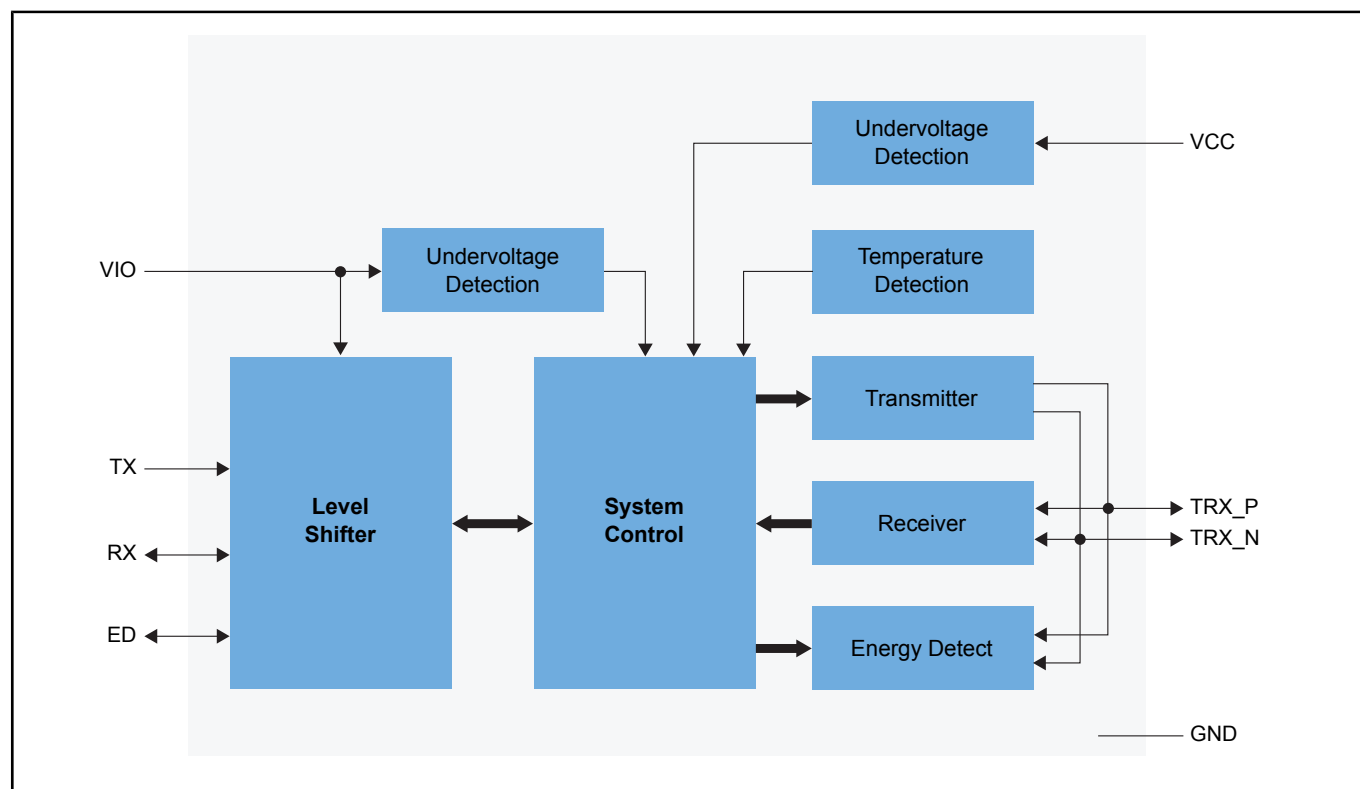 Undervoltage
Detection
VCC
VIO
Undervoltage
Detection
Temperature
Detection
Transmitter
TX
Level
Shifter
System
Control
Receiver
TRX_P
TRX_N
RX
ED
Energy Detect
GND